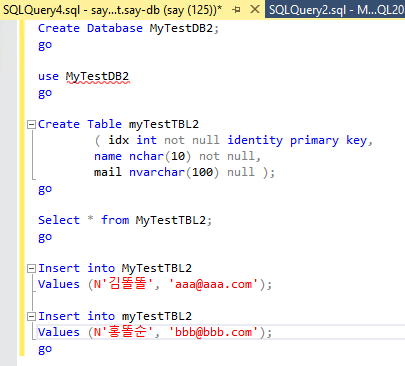 SQLQuery4.sql - say...t.say-db (say (125))* SQLQuery2.sql - M...QL20
Create Database MyTestDB2;
go
use MyTestDB2
go
Create Table myTestTBL2
( idx int not null identity primary key,
name nchar(10) not null,
mail nvarchar(100) null );
go
Select * from MyTestTBL2;
go
Insert into MyTestTBL2
Values (N'김똘똘', 'aaa@aaa.com');
Insert into myTestTBL2
Values (N'홍똘순', 'bbb@bbb.com');
go